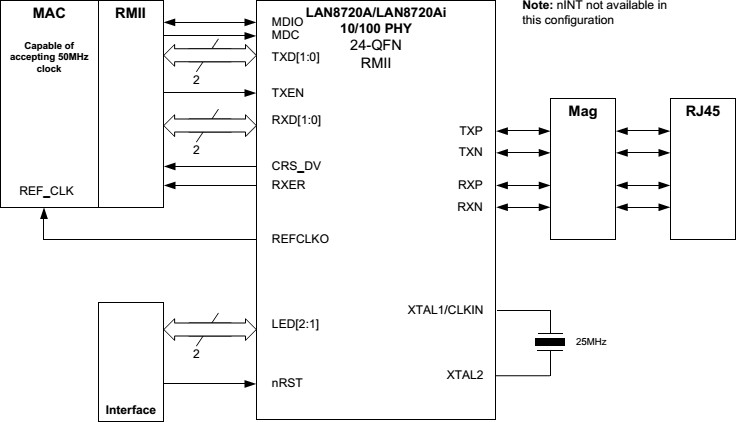 MAC
RMII
Capable of
accepting 50MHz
clock
REF_CLK
LAN8720A/LAN8720Ai
10/100 PHY
24-QFN
RMII
Note: nINT not available in
this configuration
MDIO
MDC
TXD[1:0]
2
TXEN
RXD[1:0]
2
CRS_DV
RXER
REFCLKO
TXP
TXN
RXP
RXN
Mag
RJ45
LED[2:1]
2
nRST
Interface
XTAL1/CLKIN
25MHz
XTAL2